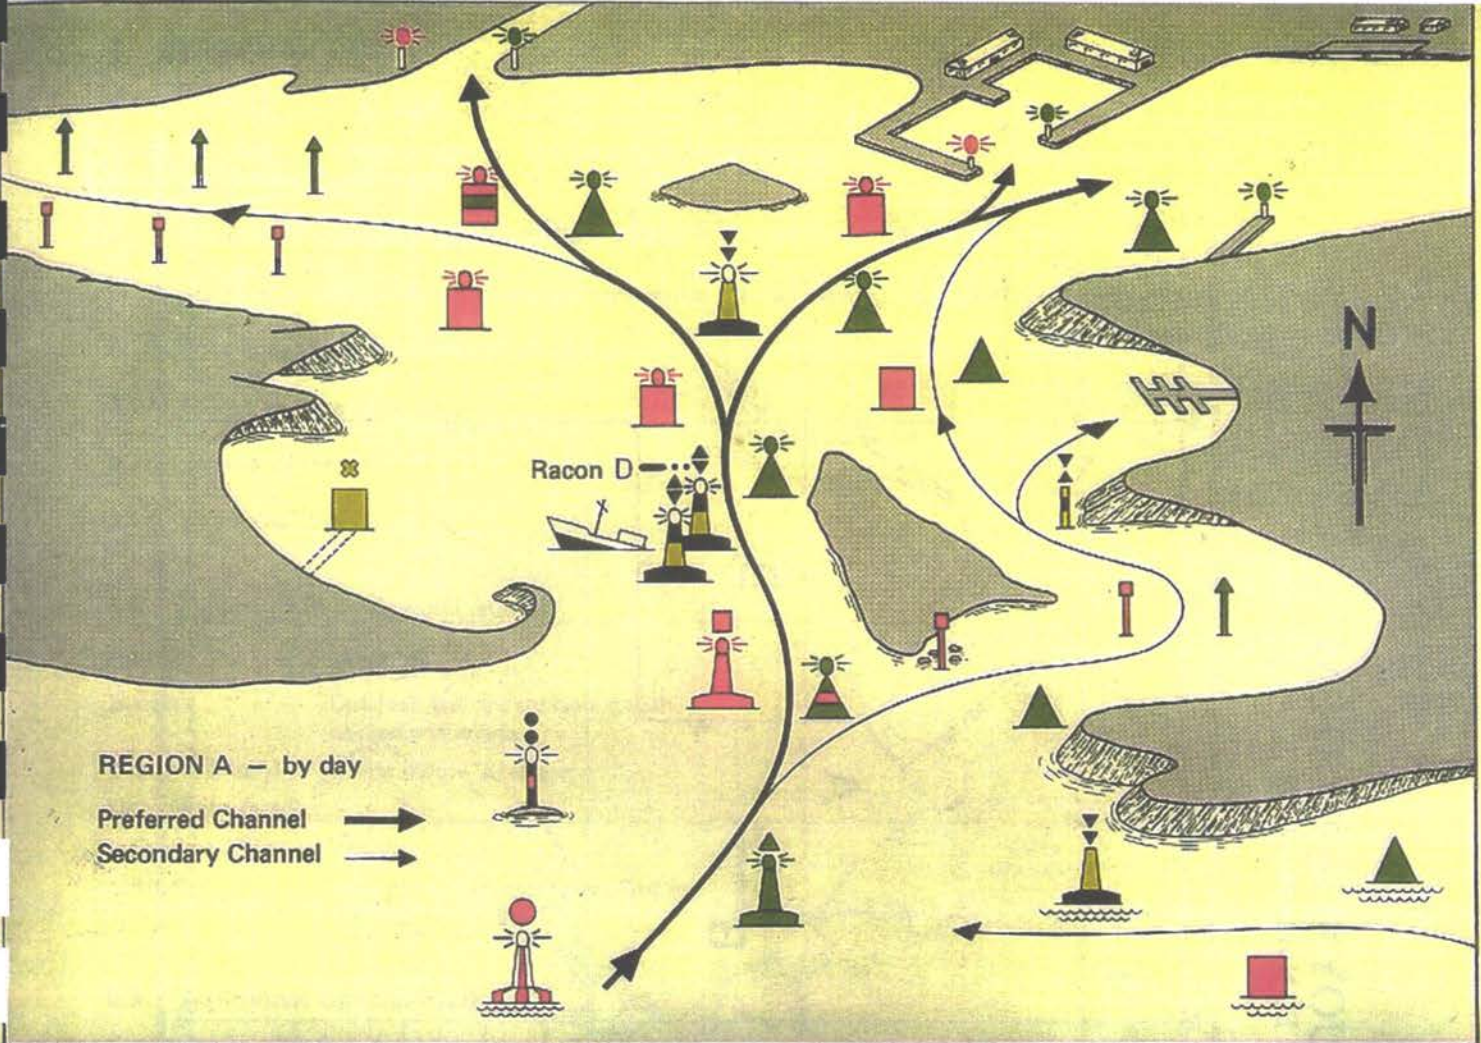 N
Racon D
REGION A — by day
Preferred Channel
Secondary Channel